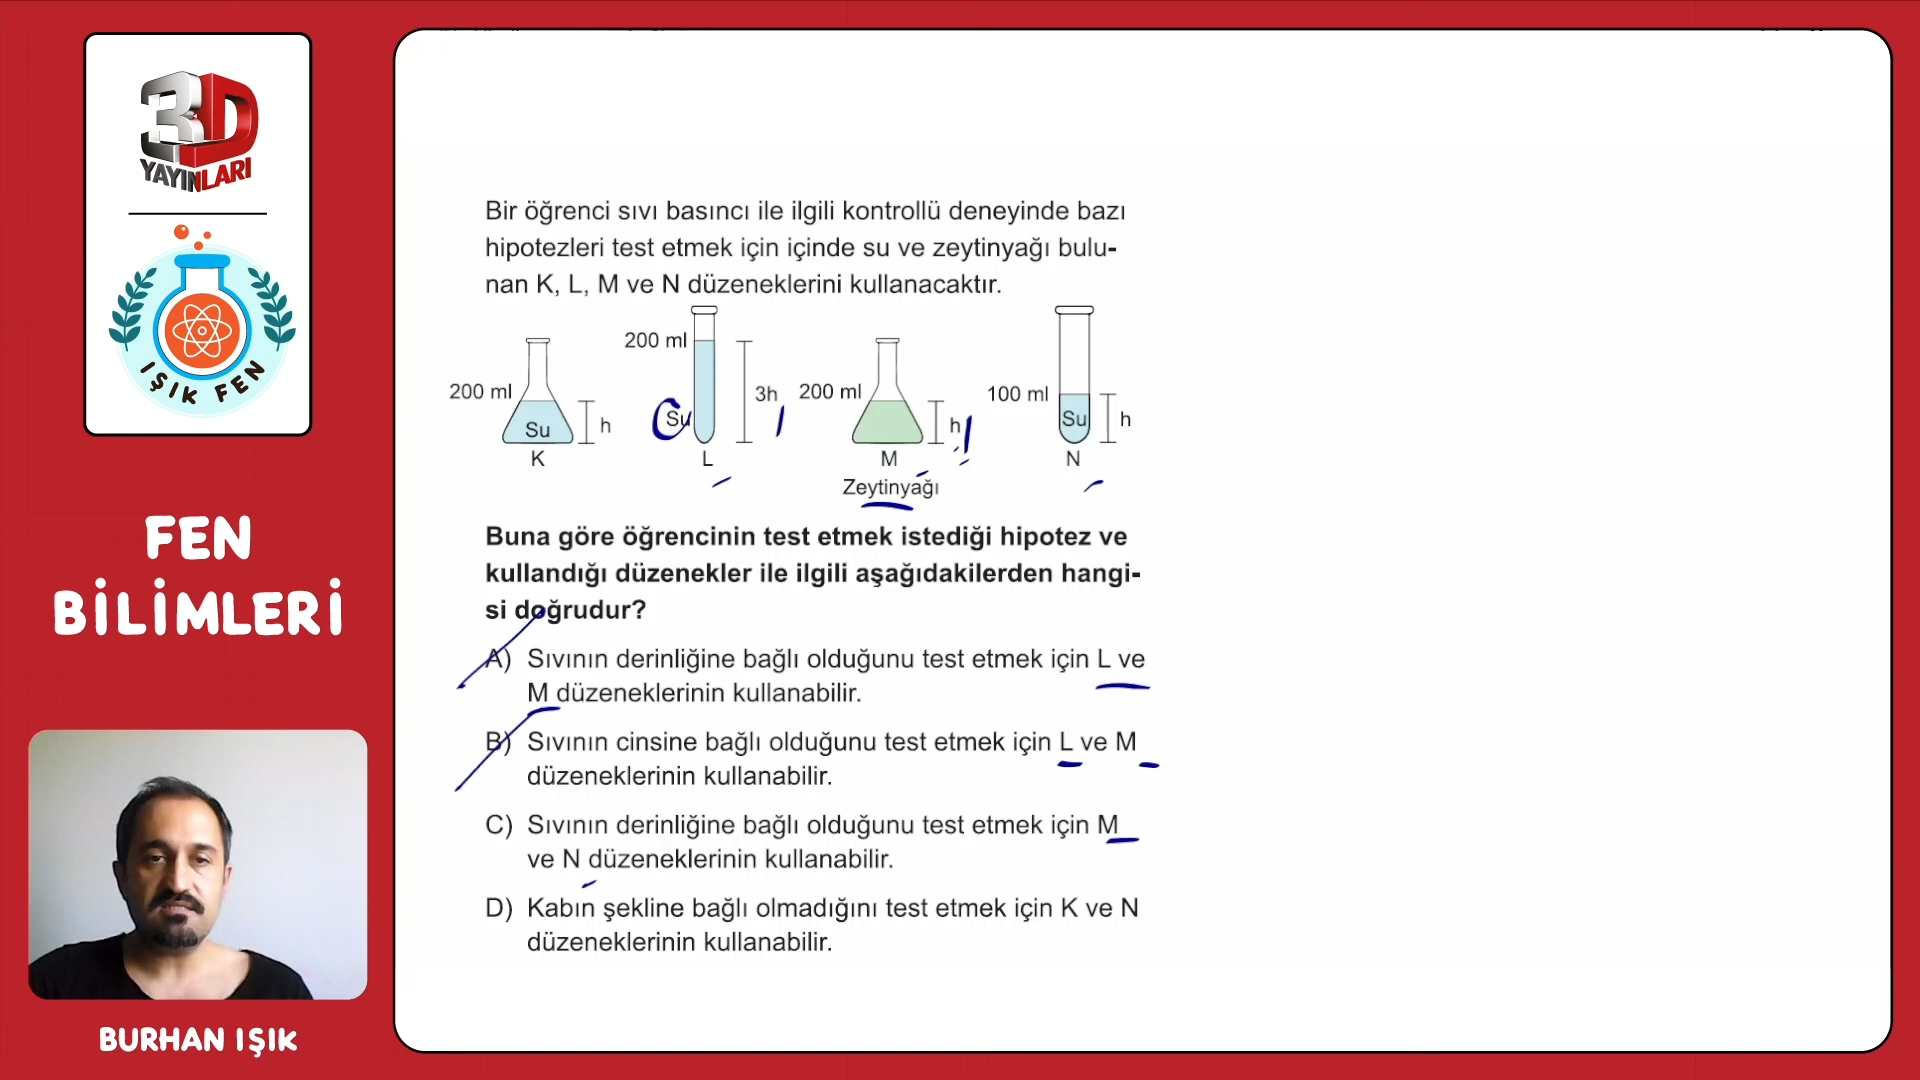 3D
YAYINLARI
IŞIK FEN
FEN
BİLİMLERİ
BURHAN IŞIK
Bir öğrenci sıvı basıncı ile ilgili kontrollü deneyinde bazı
hipotezleri test etmek için içinde su ve zeytinyağı bulu-
nan K, L, M ve N düzeneklerini kullanacaktır.
200 ml
Su
h
K
200 ml
Su
3h
L
200 ml
h
M
Zeytinyağı
100 ml
Su
h
N
Buna göre öğrencinin test etmek istediği hipotez ve
kullandığı düzenekler ile ilgili aşağıdakilerden hangi-
si doğrudur?
A) Sıvının derinliğine bağlı olduğunu test etmek için L ve
M düzeneklerinin kullanabilir.
B) Sıvının cinsine bağlı olduğunu test etmek için L ve M
düzeneklerinin kullanabilir.
C) Sıvının derinliğine bağlı olduğunu test etmek için M
ve N düzeneklerinin kullanabilir.
D) Kabın şekline bağlı olmadığını test etmek için K ve N
düzeneklerinin kullanabilir.